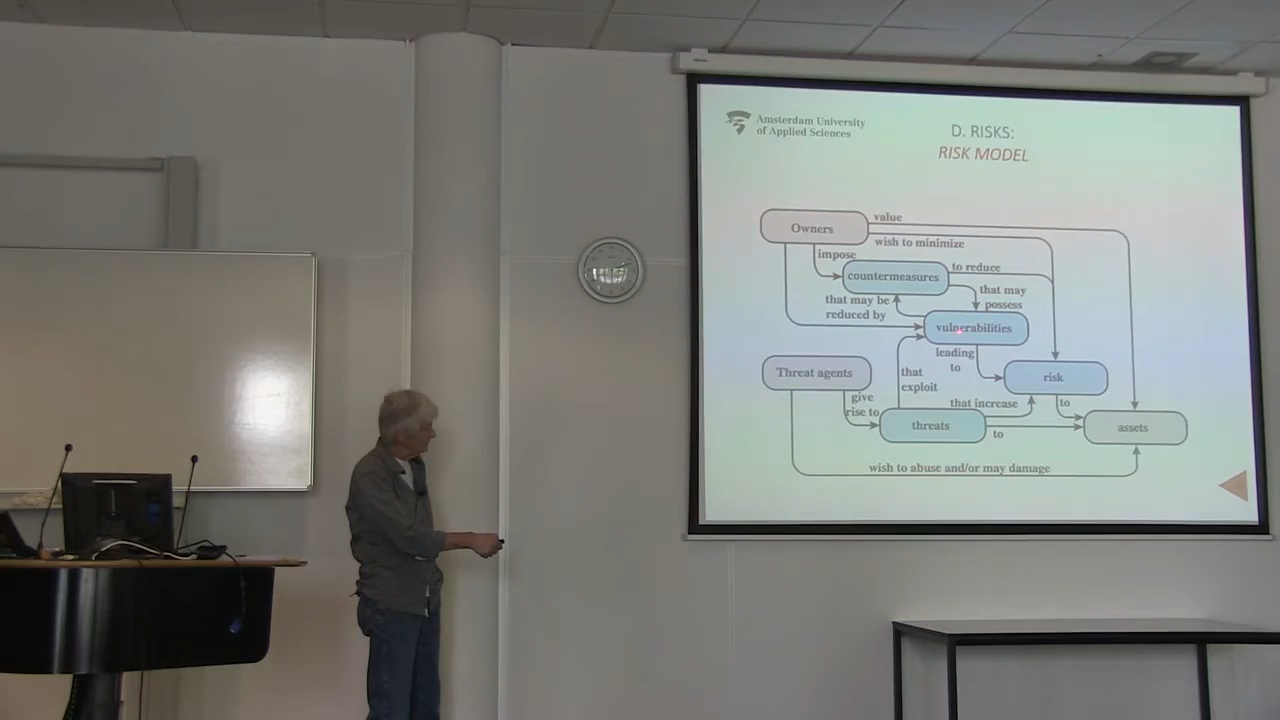 Amsterdam University
of Applied Sciences
D. RISKS:
RISK MODEL
Owners
value
wish to minimize
impose
countermeasures
to reduce
that may be
reduced by
that may
possess
vulnerabilities
leading
to
Threat agents
that
exploit
risk
give
rise to
that increase
to
threats
to
assets
wish to abuse and/or may damage